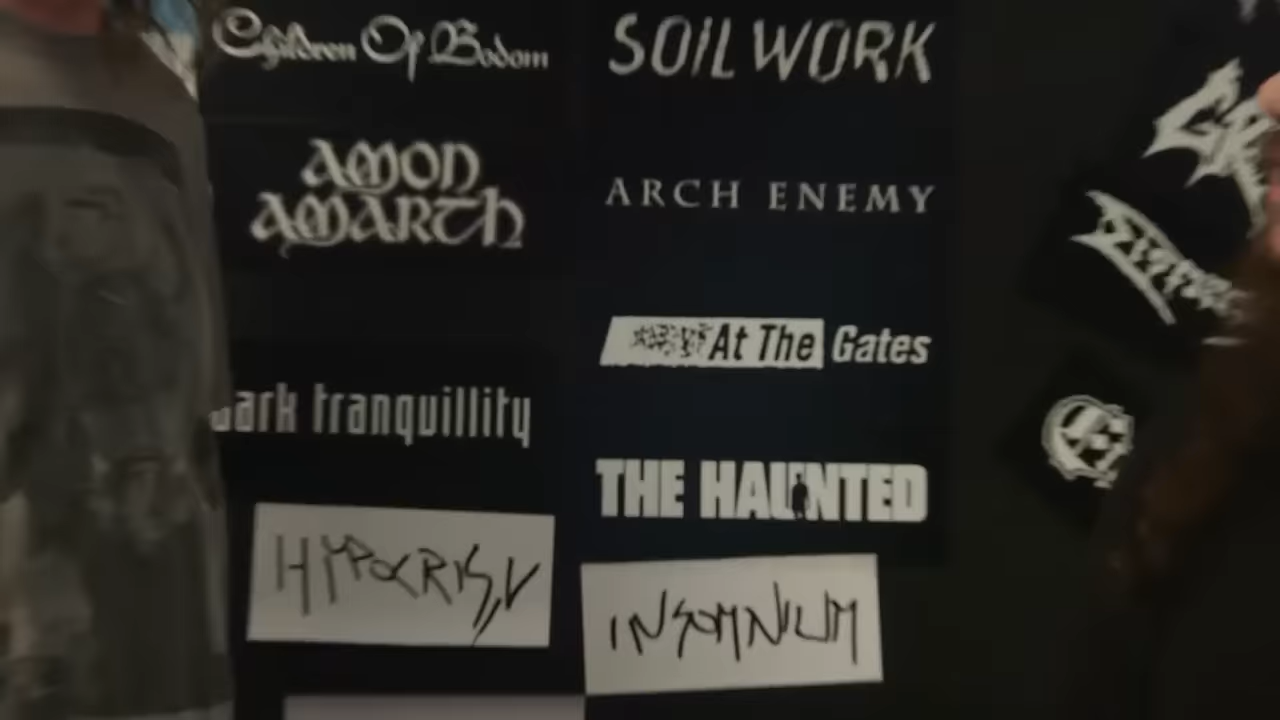 Children Of Bodom
SOILWORK
AMON
AMARTH
ARCH ENEMY
At The Gates
Dark tranquillity
THE HAUNTED
HYPOCRISY
INSOMNIUM